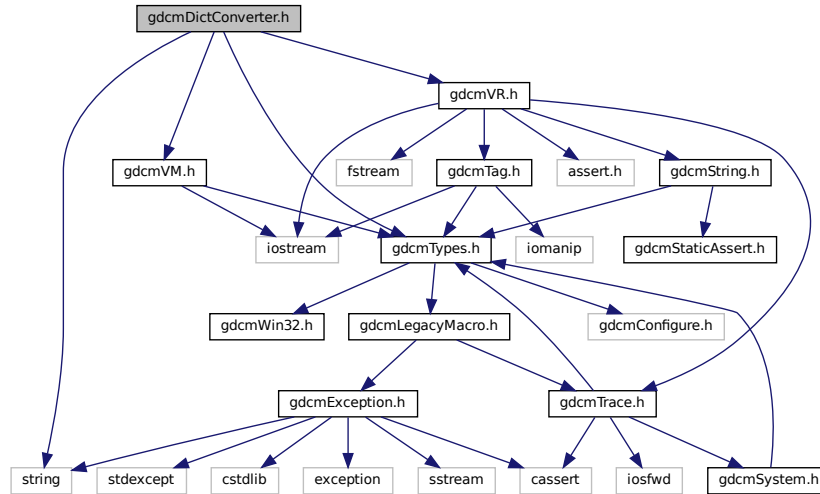 gdcmDictConverter.h
gdcmVR.h
gdcmVM.h
fstream
gdcmTag.h
assert.h
gdcmString.h
iostream
gdcmTypes.h
iomanip
gdcmStaticAssert.h
gdcmWin32.h
gdcmLegacyMacro.h
gdcmConfigure.h
gdcmException.h
gdcmTrace.h
string
stdexcept
cstdlib
exception
sstream
cassert
iosfwd
gdcmSystem.h